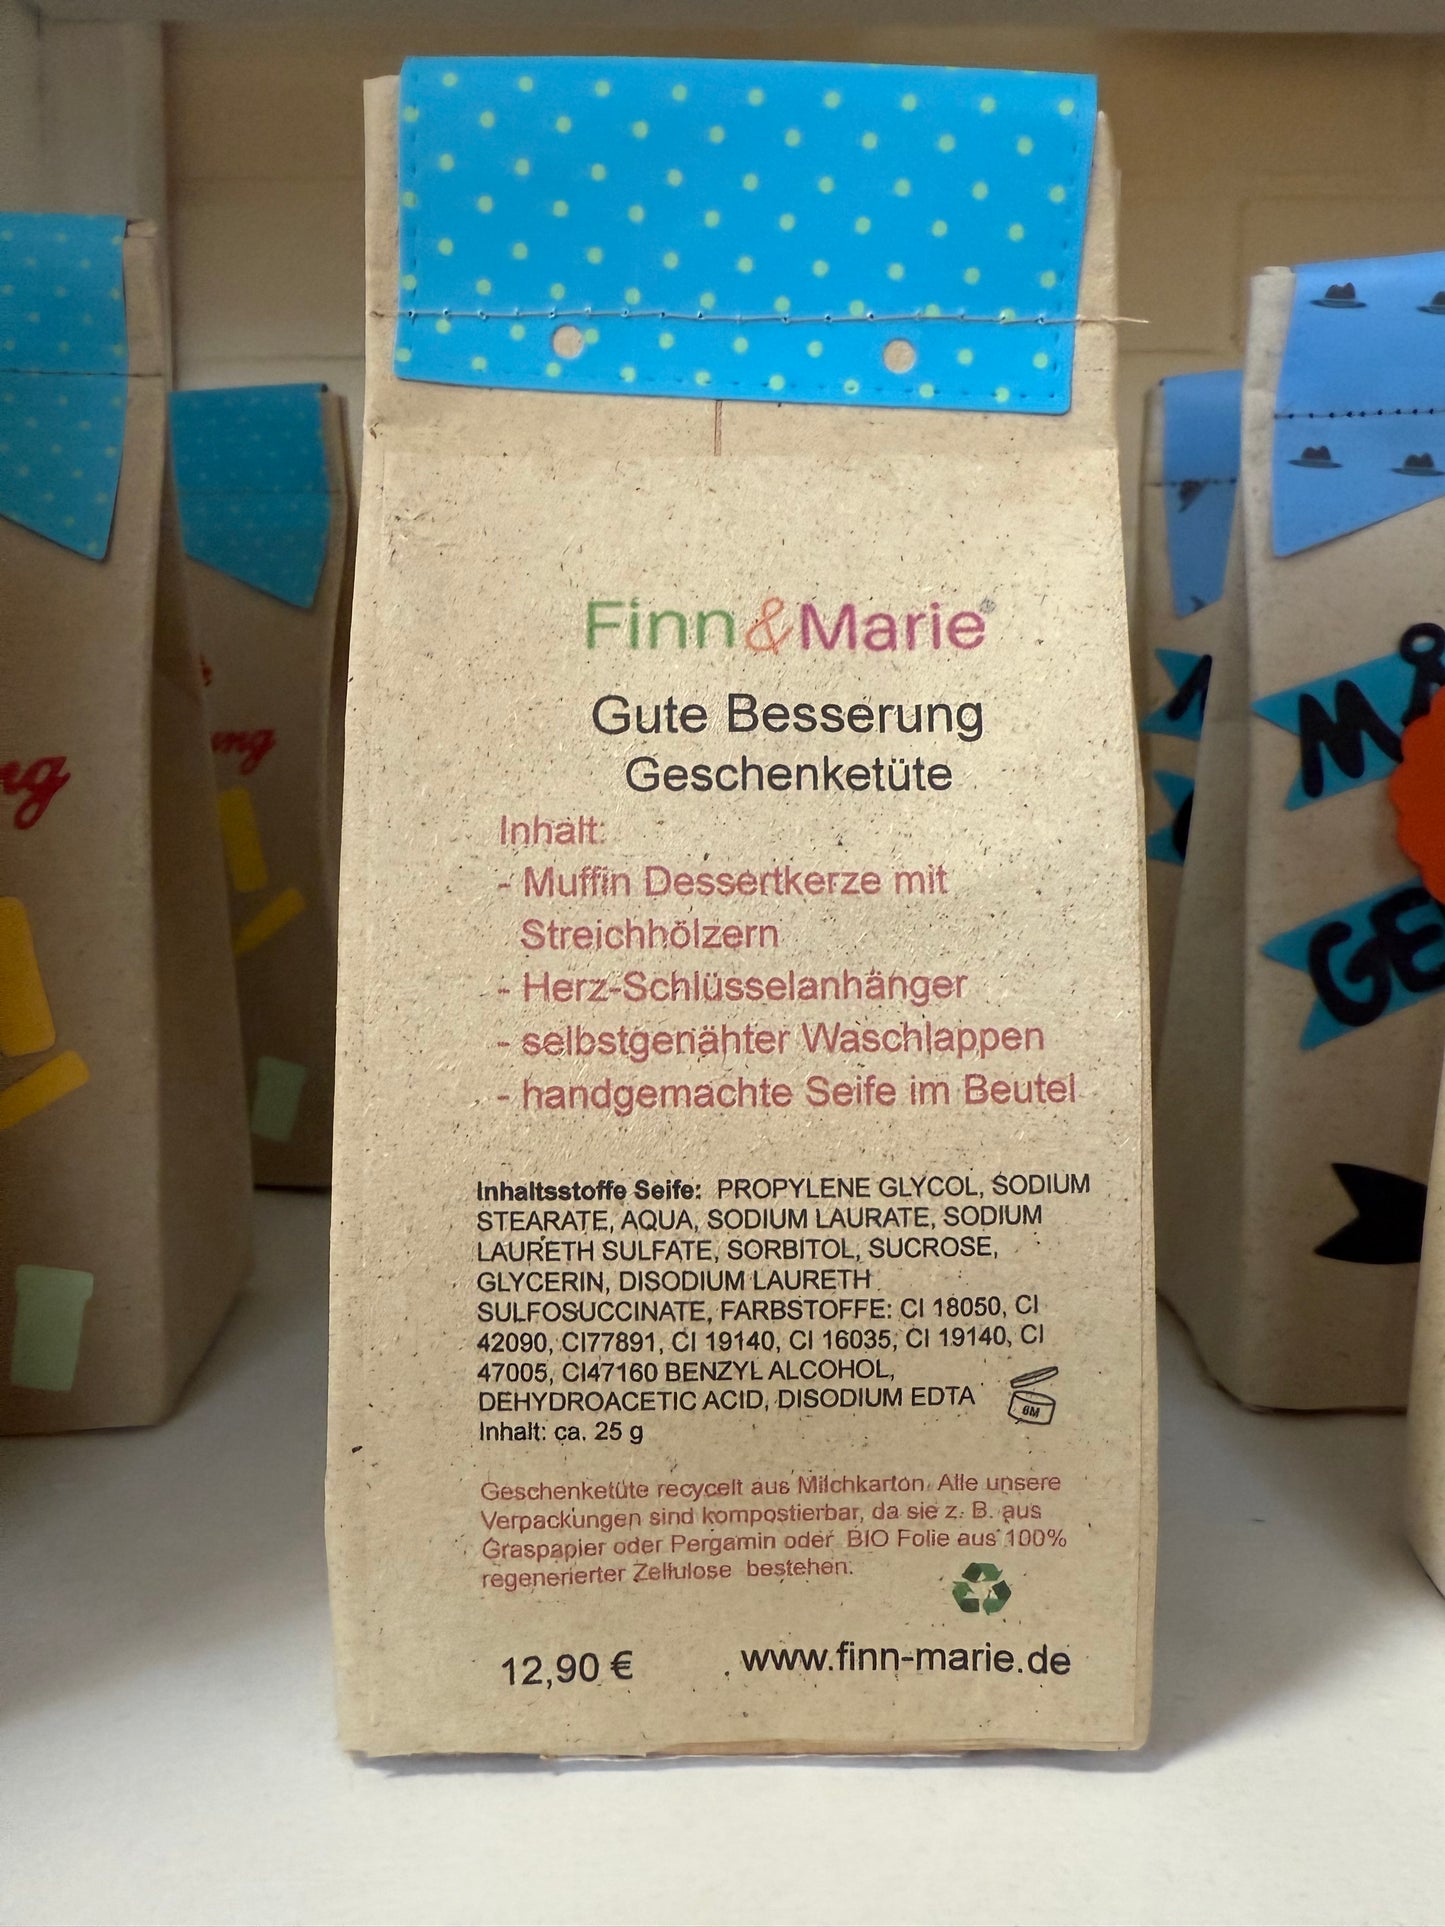 Finn&Marie®
Gute Besserung
Geschenketüte
Inhalt:
- Muffin Dessertkerze mit
Streichhölzern
- Herz-Schlüsselanhänger
- selbstgenähter Waschlappen
- handgemachte Seife im Beutel
Inhaltsstoffe Seife: PROPYLENE GLYCOL, SODIUM
STEARATE, AQUA, SODIUM LAURATE, SODIUM
LAURETH SULFATE, SORBITOL, SUCROSE,
GLYCERIN, DISODIUM LAURETH
SULFOSUCCINATE, FARBSTOFFE: CI 18050, CI
42090, CI77891, CI 19140, CI 16035, CI 19140, CI
47005, CI47160 BENZYL ALCOHOL,
DEHYDROACETIC ACID, DISODIUM EDTA
6M
Inhalt: ca. 25 g
Geschenketüte recycelt aus Milchkarton. Alle unsere
Verpackungen sind kompostierbar, da sie z. B. aus
Graspapier oder Pergamin oder BIO Folie aus 100%
regenerierter Zellulose bestehen.
12,90 €
www.finn-marie.de
ng
ung
M
GE